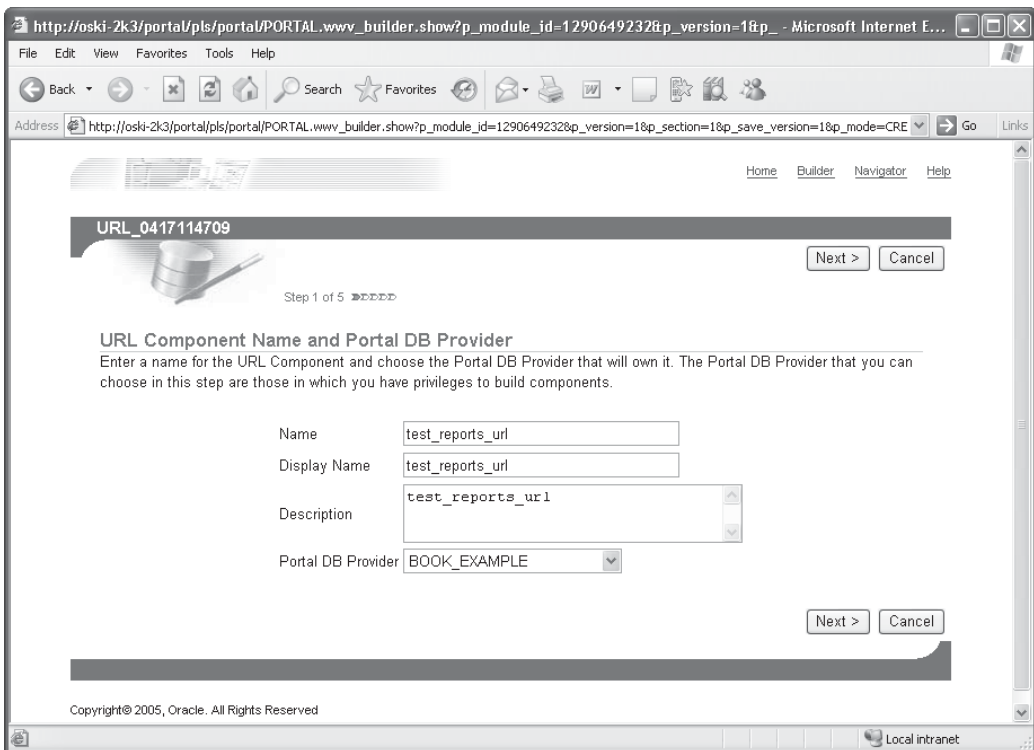 http://oski-2k3/portal/pls/portal/PORTAL.wwv_builder.show?p_module_id=1290649232&p_version=1&p_ - Microsoft Internet E...
File Edit View Favorites Tools Help
Back Search Favorites
Address http://oski-2k3/portal/pls/portal/PORTAL.wwv_builder.show?p_module_id=1290649232&p_version=1&p_section=1&p_save_version=1&p_mode=CRE Go Links
Home Builder Navigator Help
URL_0417114709
Next > Cancel
Step 1 of 5
URL Component Name and Portal DB Provider
Enter a name for the URL Component and choose the Portal DB Provider that will own it. The Portal DB Provider that you can
choose in this step are those in which you have privileges to build components.
Name test_reports_url
Display Name test_reports_url
Description test_reports_url
Portal DB Provider BOOK_EXAMPLE
Next > Cancel
Copyright© 2005, Oracle. All Rights Reserved
Local intranet